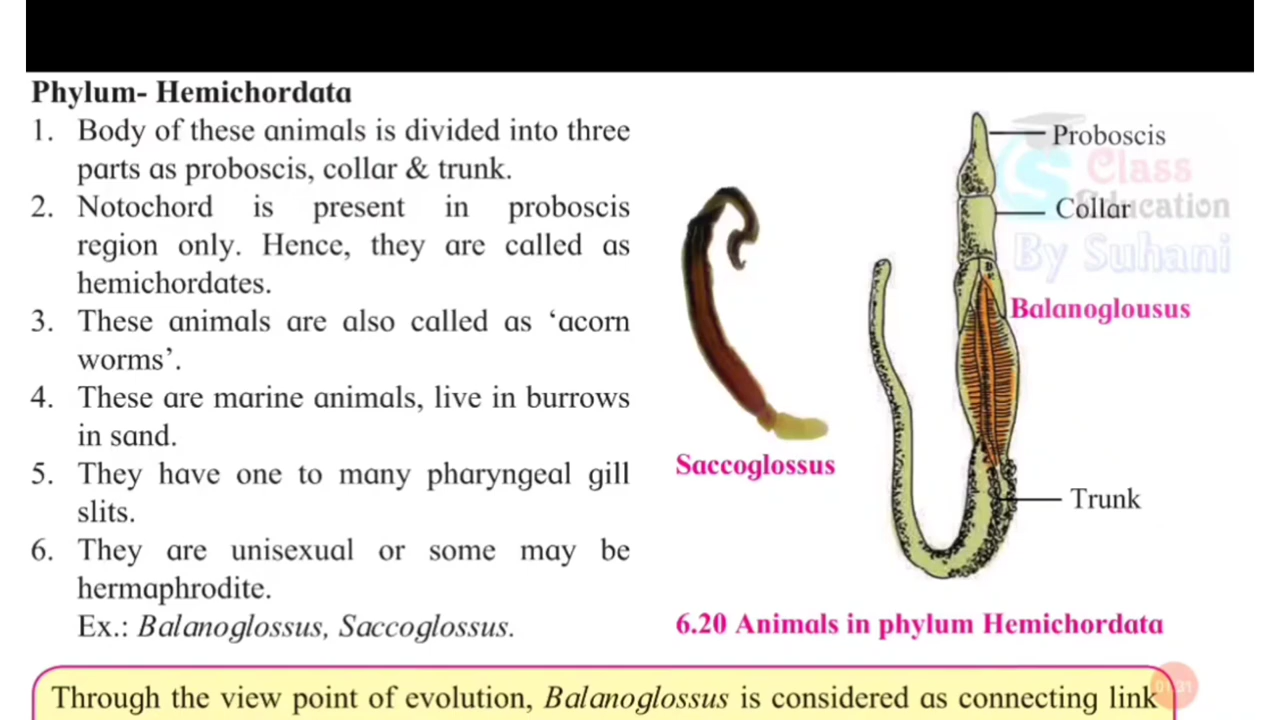 Phylum- Hemichordata
1. Body of these animals is divided into three
parts as proboscis, collar & trunk.
2. Notochord is present in proboscis
region only. Hence, they are called as
hemichordates.
3. These animals are also called as ‘acorn
worms’.
4. These are marine animals, live in burrows
in sand.
5. They have one to many pharyngeal gill
slits.
6. They are unisexual or some may be
hermaphrodite.
Ex.: Balanoglossus, Saccoglossus.
Proboscis
Class
Collar
Education
By Suhani
Balanoglousus
Saccoglossus
Trunk
6.20 Animals in phylum Hemichordata
Through the view point of evolution, Balanoglossus is considered as connecting link
01:31